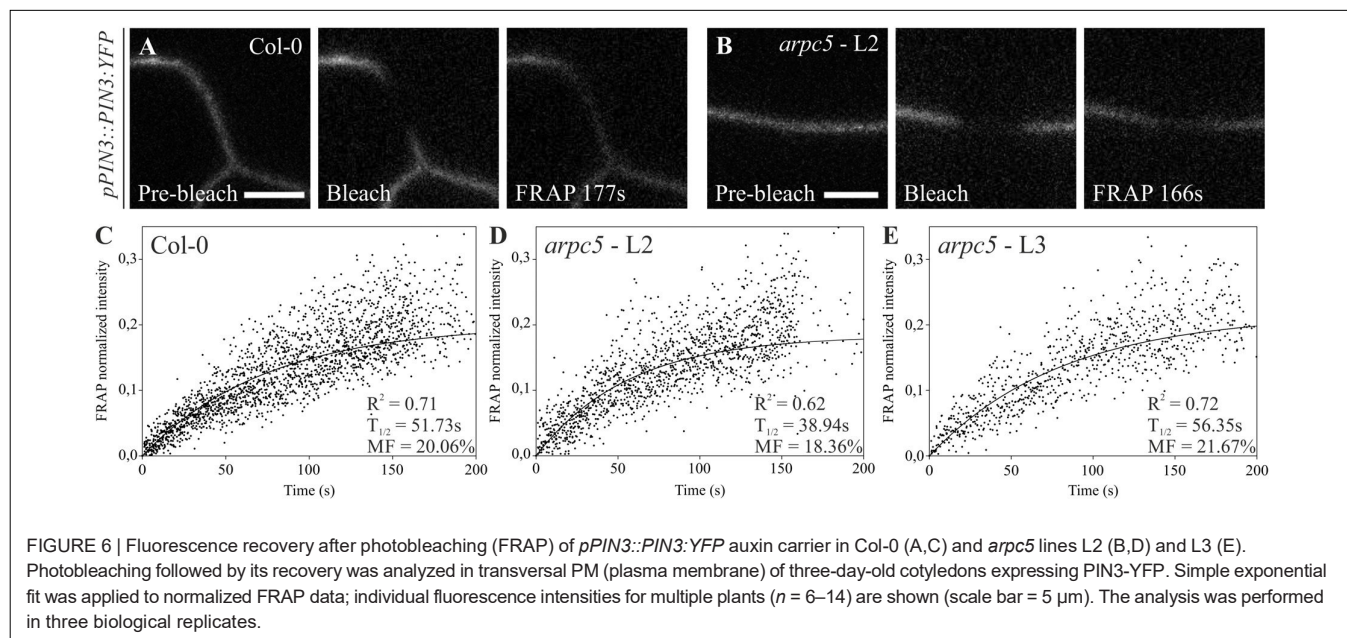 pPIN3::PIN3:YFP
A Col-0
Pre-bleach
Bleach
FRAP 177s
B arpc5 - L2
Pre-bleach
Bleach
FRAP 166s
C Col-0
FRAP normalized intensity
0,3
0,2
0,1
0,0
R² = 0.71
T1/2 = 51.73s
MF = 20.06%
0 50 100 150 200
Time (s)
D arpc5 - L2
FRAP normalized intensity
0,3
0,2
0,1
0,0
R² = 0.62
T1/2 = 38.94s
MF = 18.36%
0 50 100 150 200
Time (s)
E arpc5 - L3
FRAP normalized intensity
0,3
0,2
0,1
0,0
R² = 0.72
T1/2 = 56.35s
MF = 21.67%
0 50 100 150 200
Time (s)
FIGURE 6 | Fluorescence recovery after photobleaching (FRAP) of pPIN3::PIN3:YFP auxin carrier in Col-0 (A,C) and arpc5 lines L2 (B,D) and L3 (E).
Photobleaching followed by its recovery was analyzed in transversal PM (plasma membrane) of three-day-old cotyledons expressing PIN3-YFP. Simple exponential
fit was applied to normalized FRAP data; individual fluorescence intensities for multiple plants (n = 6–14) are shown (scale bar = 5 μm). The analysis was performed
in three biological replicates.